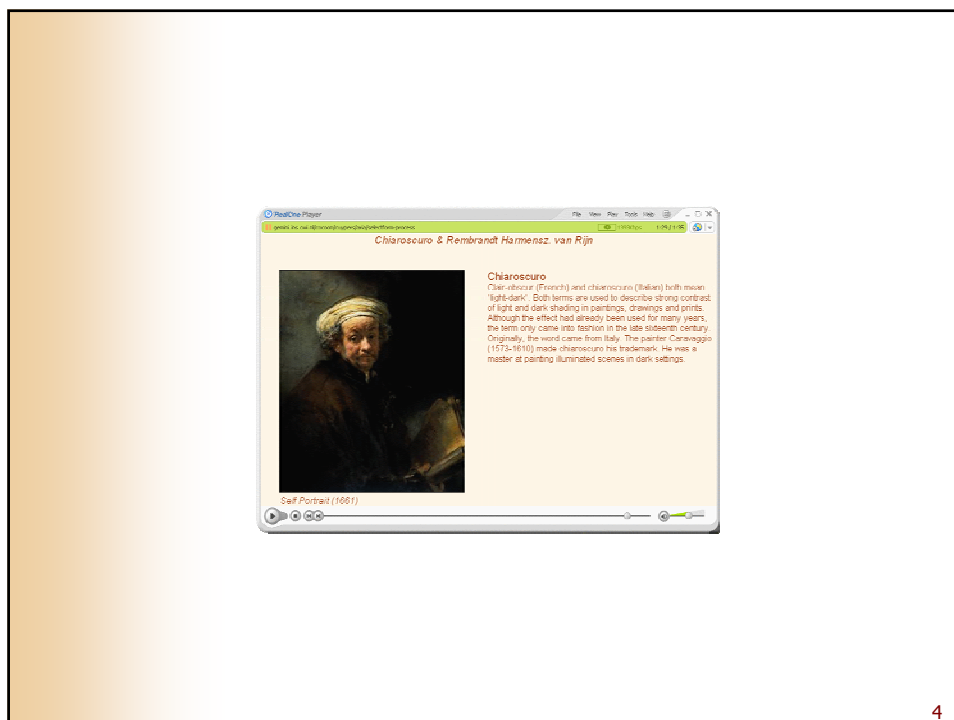 RealOne Player File View Play Tools Help
1:29 / 1:35
Chiaroscuro & Rembrandt Harmensz. van Rijn
Chiaroscuro
Clair-obscur (French) and chiaroscuro (Italian) both mean
"light-dark". Both terms are used to describe strong contrast
of light and dark shading in paintings, drawings and prints.
Although the effect had already been used for many years,
the term only came into fashion in the late sixteenth century.
Originally, the word came from Italy. The painter Caravaggio
(1573-1610) made chiaroscuro his trademark. He was a
master at painting illuminated scenes in dark settings.
Self Portrait (1661)
4